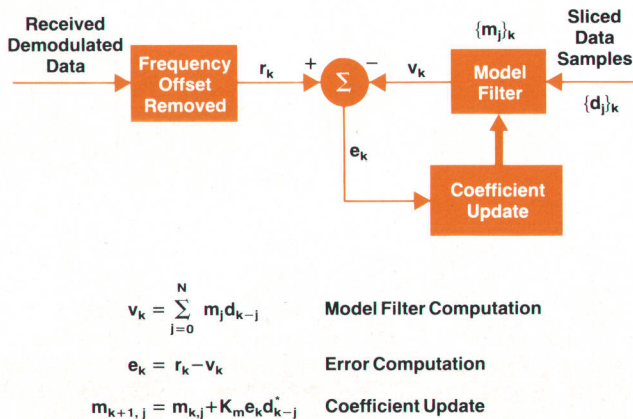 Received
Demodulated
Data
Frequency
Offset
Removed
r_k
+
Σ
−
v_k
{m_j}_k
Model
Filter
Sliced
Data
Samples
{d_j}_k
e_k
Coefficient
Update
v_k = Σ_{j=0}^{N} m_j d_{k−j} Model Filter Computation
e_k = r_k − v_k Error Computation
m_{k+1, j} = m_{k,j} + K_m e_k d*_{k−j} Coefficient Update